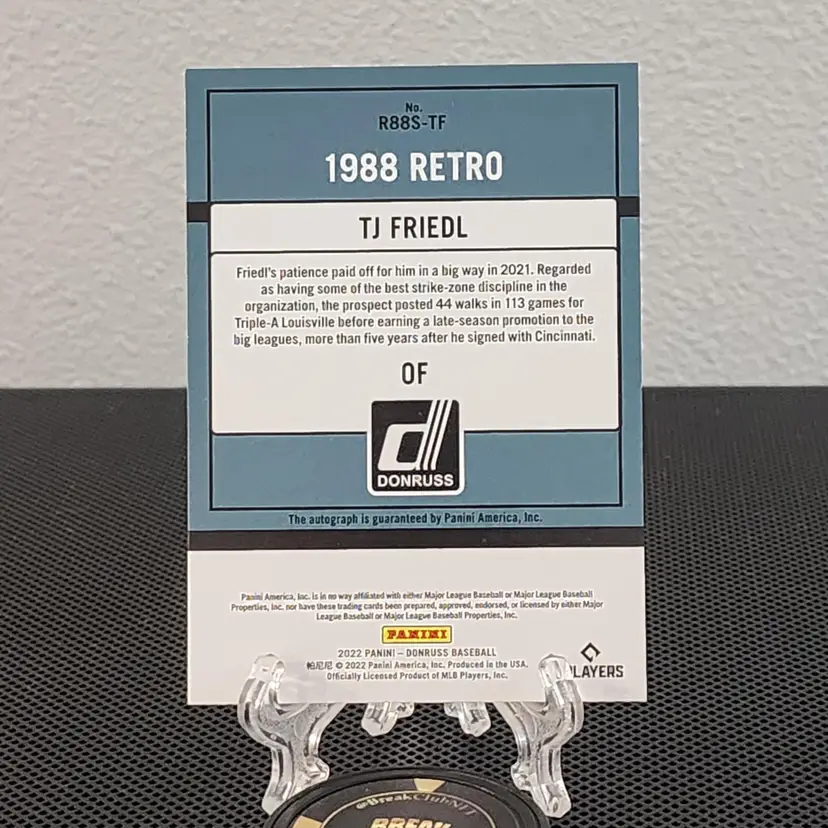 No.
R88S-TF
1988 RETRO
TJ FRIEDL
Friedl's patience paid off for him in a big way in 2021. Regarded
as having some of the best strike-zone discipline in the
organization, the prospect posted 44 walks in 113 games for
Triple-A Louisville before earning a late-season promotion to the
big leagues, more than five years after he signed with Cincinnati.
OF
d
DONRUSS
The autograph is guaranteed by Panini America, Inc.
Panini America, Inc. is in no way affiliated with either Major League Baseball or Major League Baseball
Properties, Inc. nor have these trading cards been prepared, approved, endorsed, or licensed by either Major
League Baseball or Major League Baseball Properties, Inc.
PANINI
2022 PANINI – DONRUSS BASEBALL
帕尼尼 © 2022 Panini America, Inc. Produced in the USA.
Officially Licensed Product of MLB Players, Inc.
LAYERS
@BreakClubNFT
BREAK